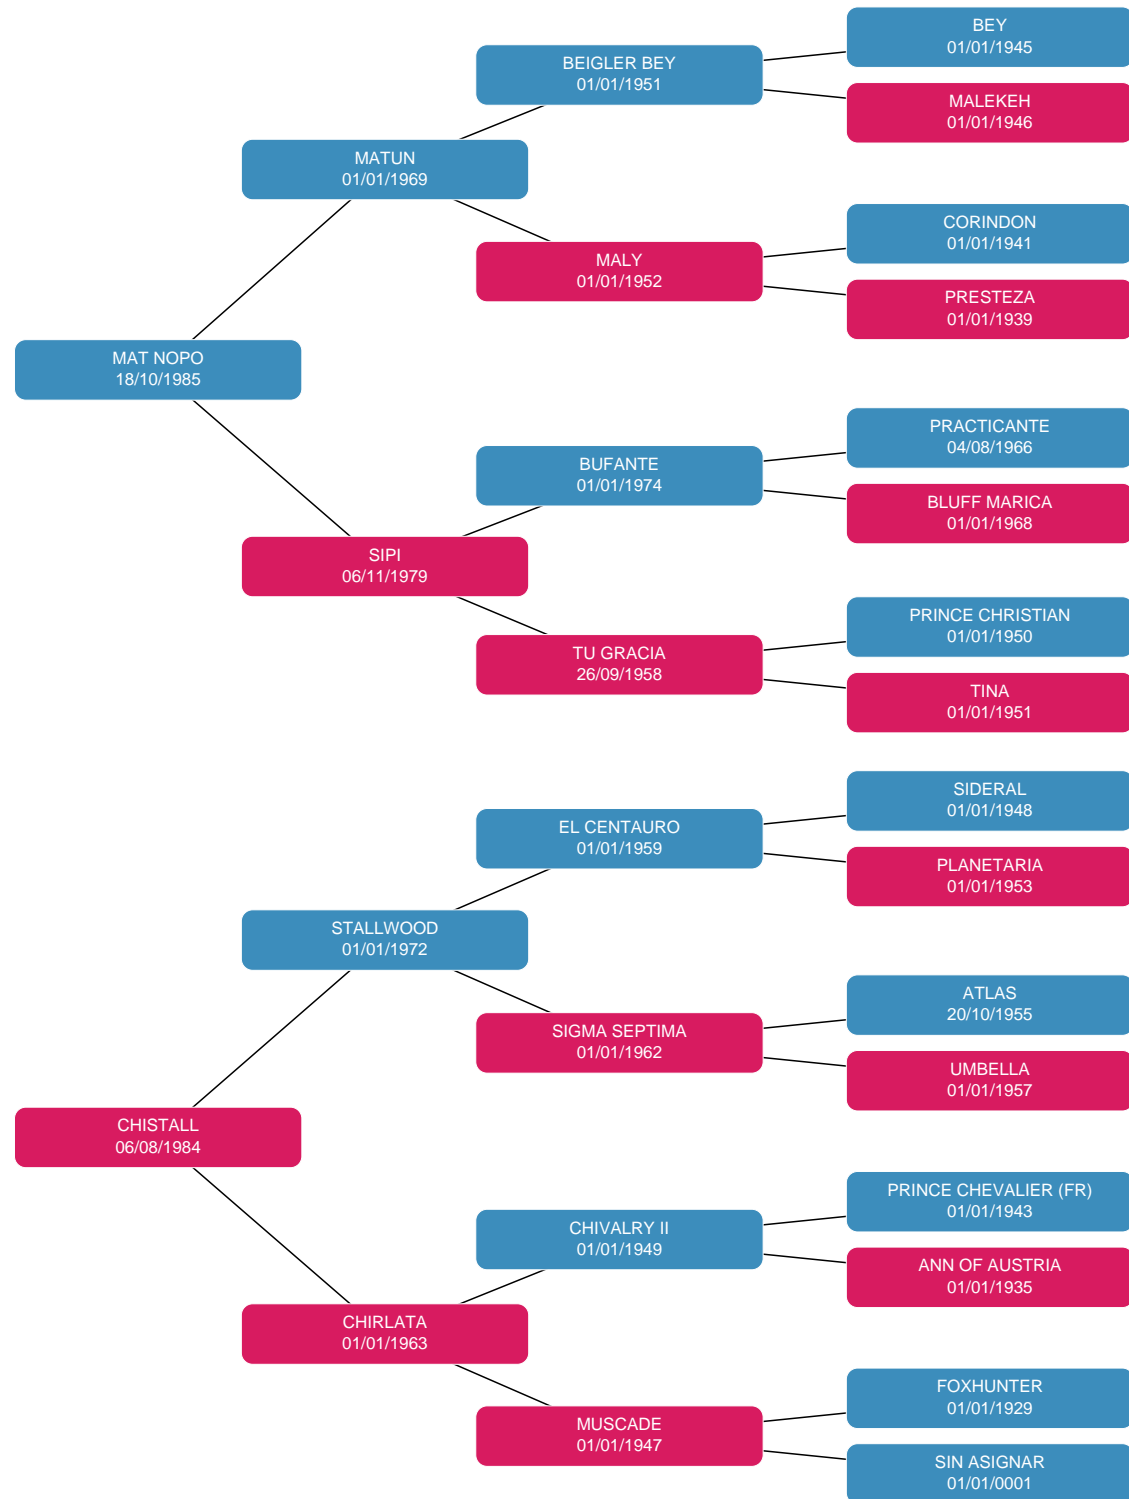 BEY
01/01/1945
BEIGLER BEY
01/01/1951
MALEKEH
01/01/1946
MATUN
01/01/1969
CORINDON
01/01/1941
MALY
01/01/1952
PRESTEZA
01/01/1939
MAT NOPO
18/10/1985
PRACTICANTE
04/08/1966
BUFANTE
01/01/1974
BLUFF MARICA
01/01/1968
SIPI
06/11/1979
PRINCE CHRISTIAN
01/01/1950
TU GRACIA
26/09/1958
TINA
01/01/1951
SIDERAL
01/01/1948
EL CENTAURO
01/01/1959
PLANETARIA
01/01/1953
STALLWOOD
01/01/1972
ATLAS
20/10/1955
SIGMA SEPTIMA
01/01/1962
UMBELLA
01/01/1957
CHISTALL
06/08/1984
PRINCE CHEVALIER (FR)
01/01/1943
CHIVALRY II
01/01/1949
ANN OF AUSTRIA
01/01/1935
CHIRLATA
01/01/1963
FOXHUNTER
01/01/1929
MUSCADE
01/01/1947
SIN ASIGNAR
01/01/0001